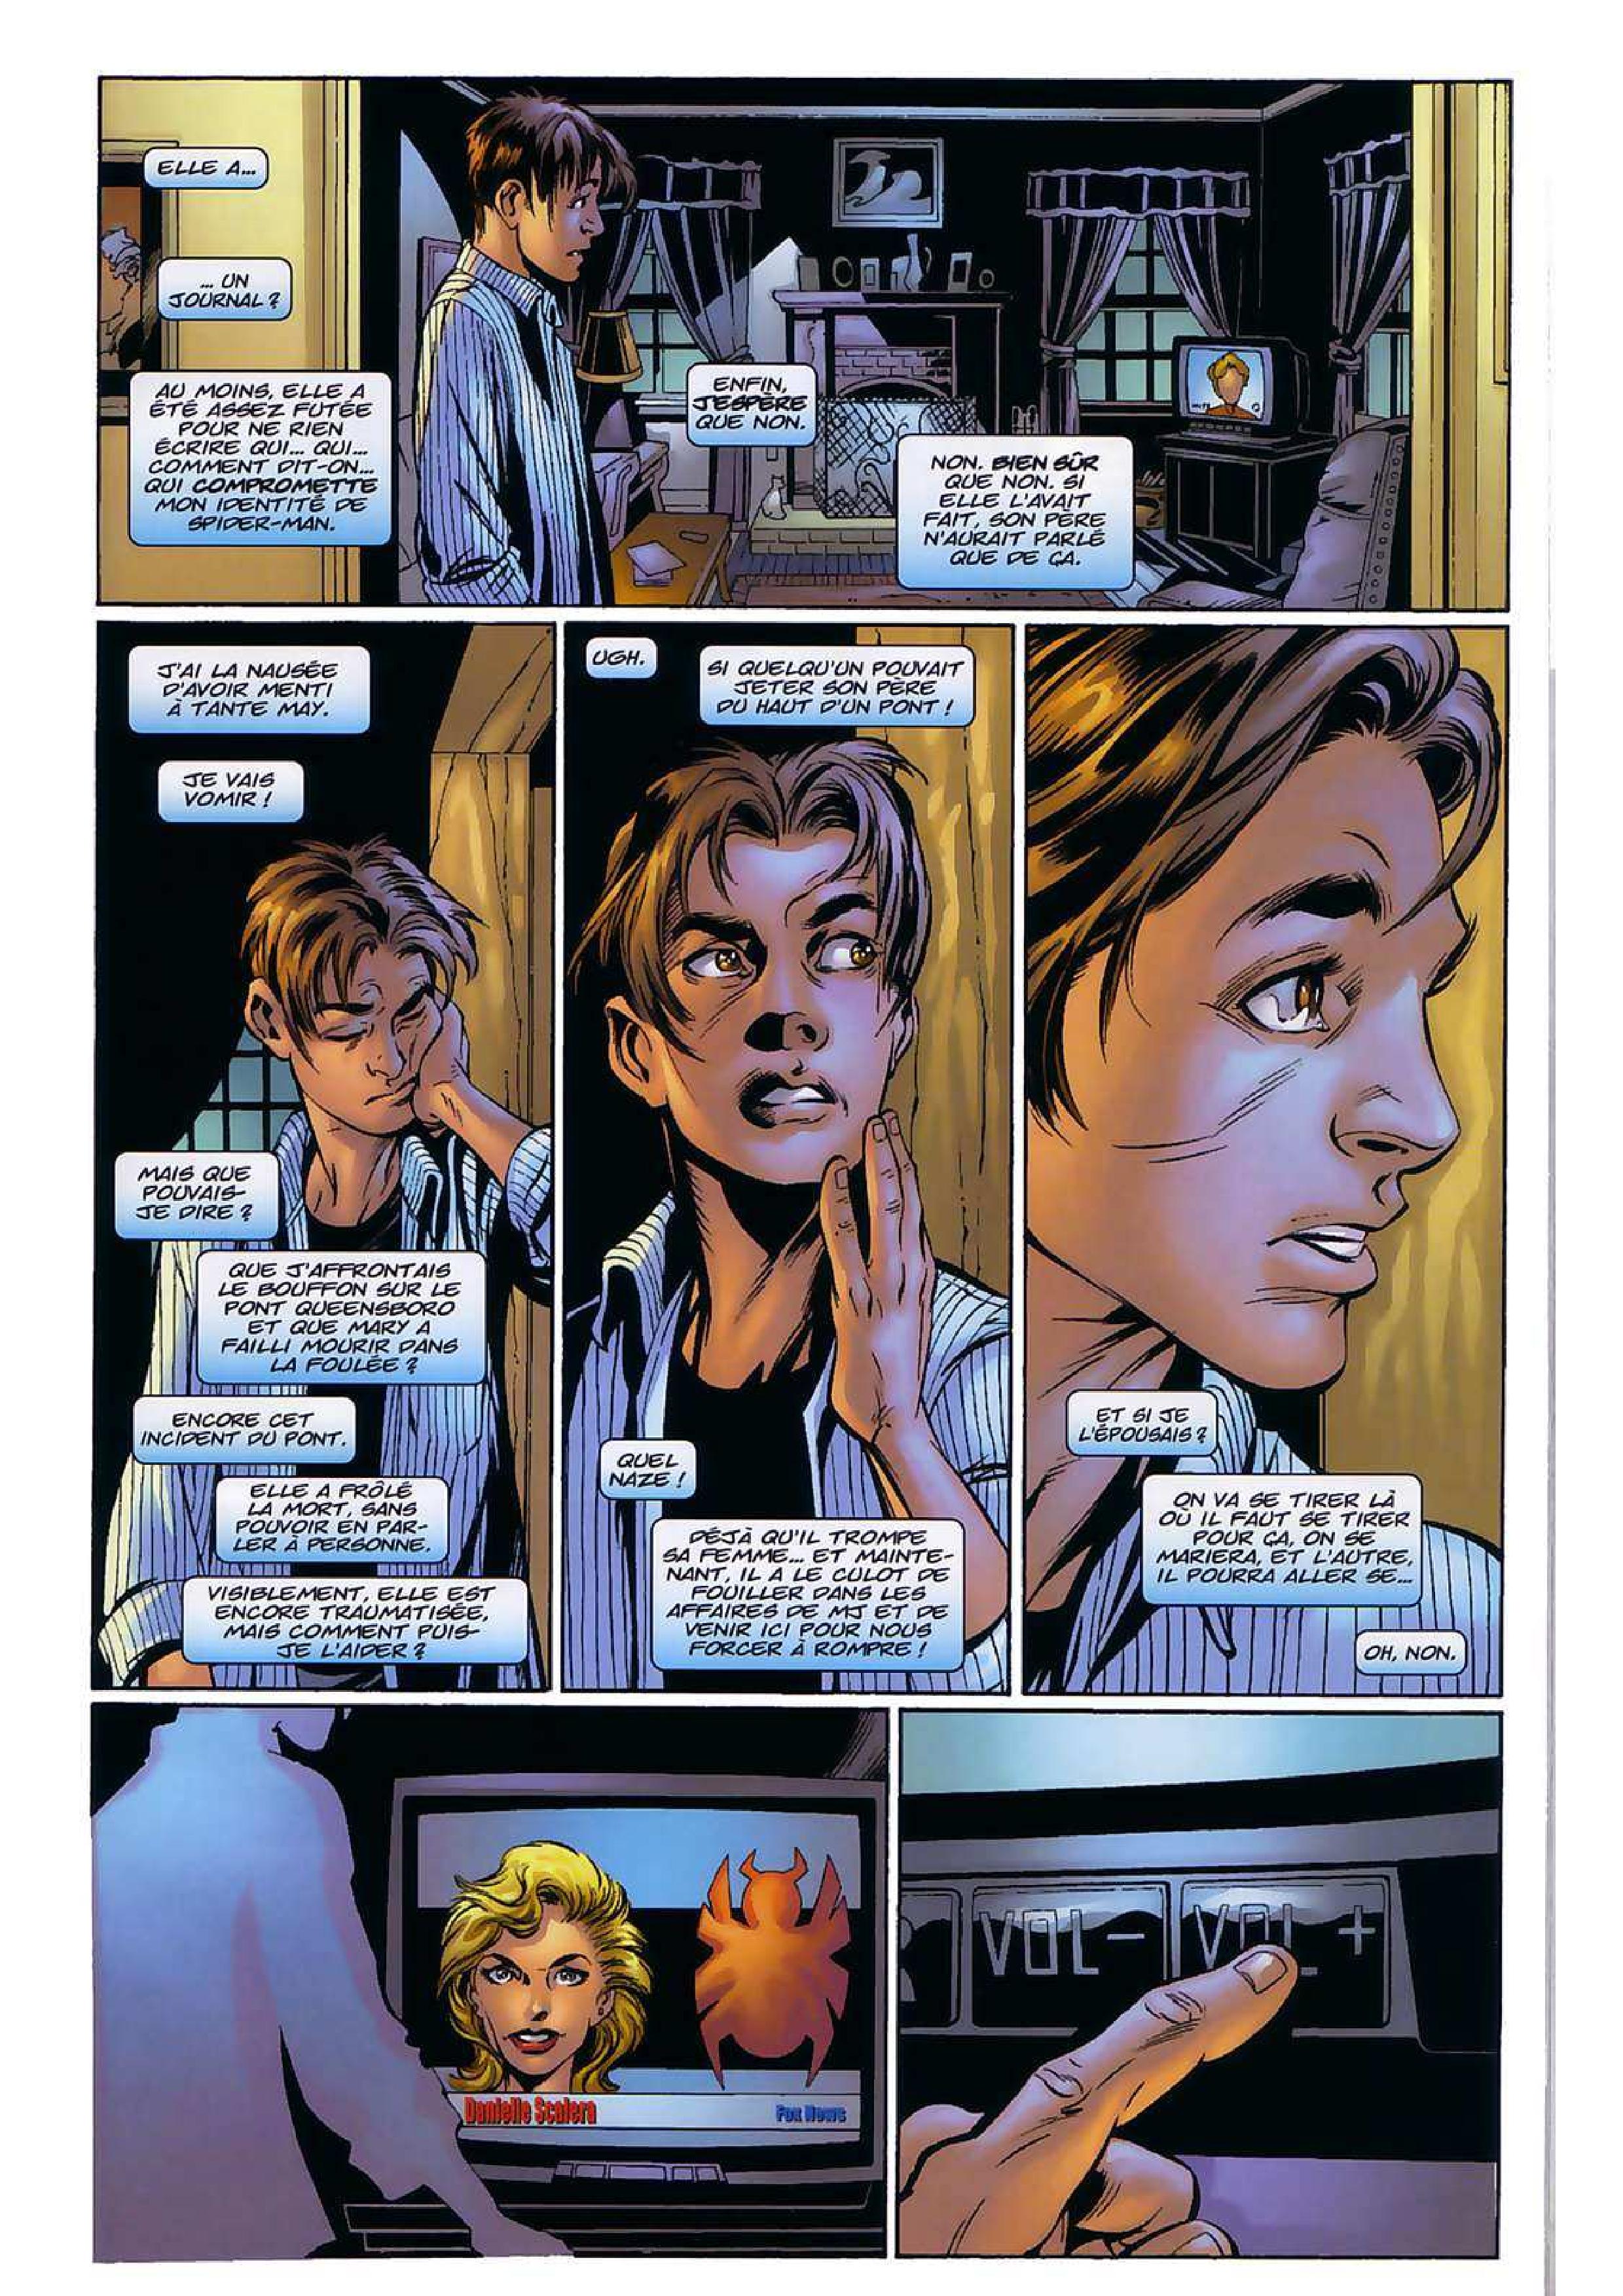 ELLE A...
... UN
JOURNAL ?
AU MOINS, ELLE A
ÉTÉ ASSEZ FUTÉE
POUR NE RIEN
ÉCRIRE QUI... QUI...
COMMENT DIT-ON...
QUI COMPROMETTE
MON IDENTITÉ DE
SPIDER-MAN.
ENFIN,
J'ESPÈRE
QUE NON.
NON. BIEN SÛR
QUE NON. SI
ELLE L'AVAIT
FAIT, SON PÈRE
N'AURAIT PARLÉ
QUE DE ÇA.
J'AI LA NAUSÉE
D'AVOIR MENTI
À TANTE MAY.
JE VAIS
VOMIR !
MAIS QUE
POUVAIS-
JE DIRE ?
QUE J'AFFRONTAIS
LE BOUFFON SUR LE
PONT QUEENSBORO
ET QUE MARY A
FAILLI MOURIR DANS
LA FOULÉE ?
ENCORE CET
INCIDENT DU PONT.
ELLE A FRÔLÉ
LA MORT, SANS
POUVOIR EN PAR-
LER À PERSONNE.
VISIBLEMENT, ELLE EST
ENCORE TRAUMATISÉE,
MAIS COMMENT PUIS-
JE L'AIDER ?
UGH.
SI QUELQU'UN POUVAIT
JETER SON PÈRE
DU HAUT D'UN PONT !
QUEL
NAZE !
DÉJÀ QU'IL TROMPE
SA FEMME... ET MAINTE-
NANT, IL A LE CULOT DE
FOUILLER DANS LES
AFFAIRES DE MJ ET DE
VENIR ICI POUR NOUS
FORCER À ROMPRE !
ET SI JE
L'ÉPOUSAIS ?
ON VA SE TIRER LÀ
OÙ IL FAUT SE TIRER
POUR ÇA, ON SE
MARIERA, ET L'AUTRE,
IL POURRA ALLER SE...
OH, NON.
Danielle Scalera
Fox News
VOL - VOL +